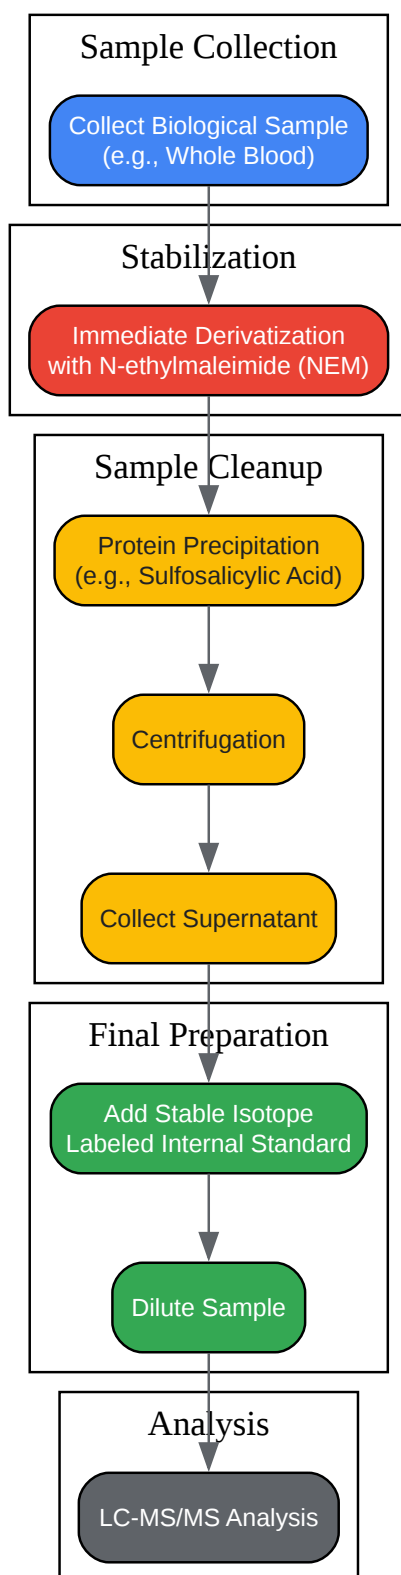 Sample Collection
Collect Biological Sample
(e.g., Whole Blood)
Stabilization
Immediate Derivatization
with N-ethylmaleimide (NEM)
Sample Cleanup
Protein Precipitation
(e.g., Sulfosalicylic Acid)
Centrifugation
Collect Supernatant
Final Preparation
Add Stable Isotope
Labeled Internal Standard
Dilute Sample
Analysis
LC-MS/MS Analysis